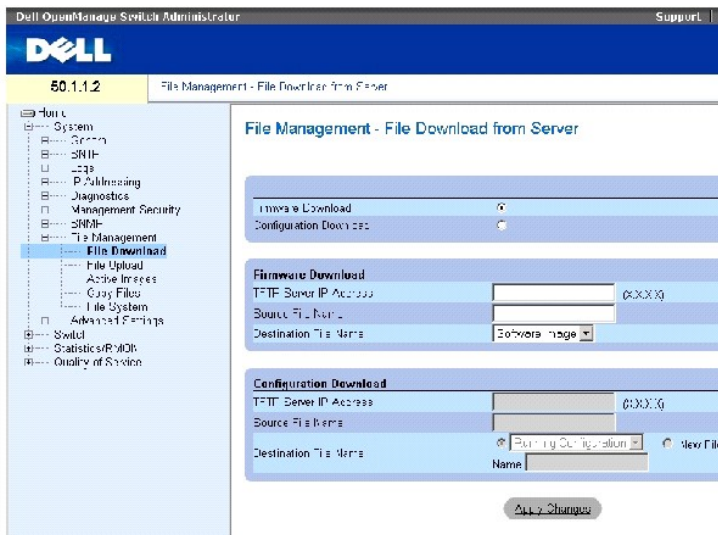 Dell OpenManage Switch Administrator
Support
DELL
50.1.1.2
File Management - File Download from Server
Home
System
General
SNTP
Logs
IP Addressing
Diagnostics
Management Security
SNMP
File Management
File Download
File Upload
Active Images
Copy Files
File System
Advanced Settings
Switch
Statistics/RMON
Quality of Service
File Management - File Download from Server
Firmware Download
Configuration Download
Firmware Download
TFTP Server IP Address
(X.X.X.X)
Source File Name
Destination File Name
Software Image
Configuration Download
TFTP Server IP Address
(X.X.X.X)
Source File Name
Destination File Name
Running Configuration
New File
Name
Apply Changes